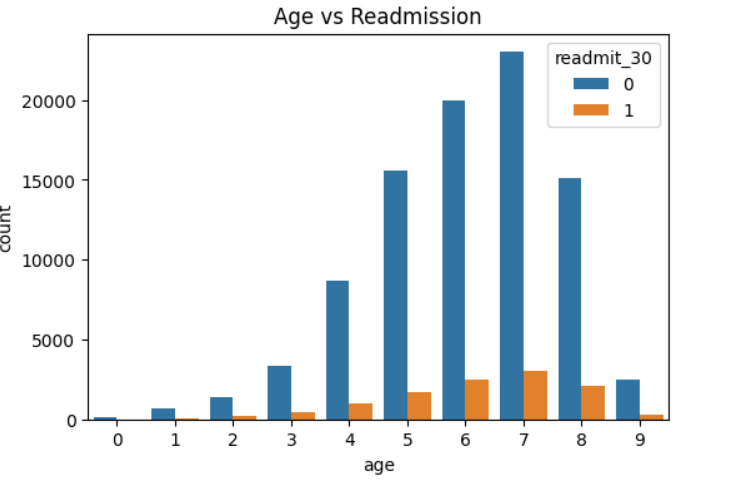 Age vs Readmission
readmit_30
0
1
20000
15000
10000
5000
0
count
0 1 2 3 4 5 6 7 8 9
age